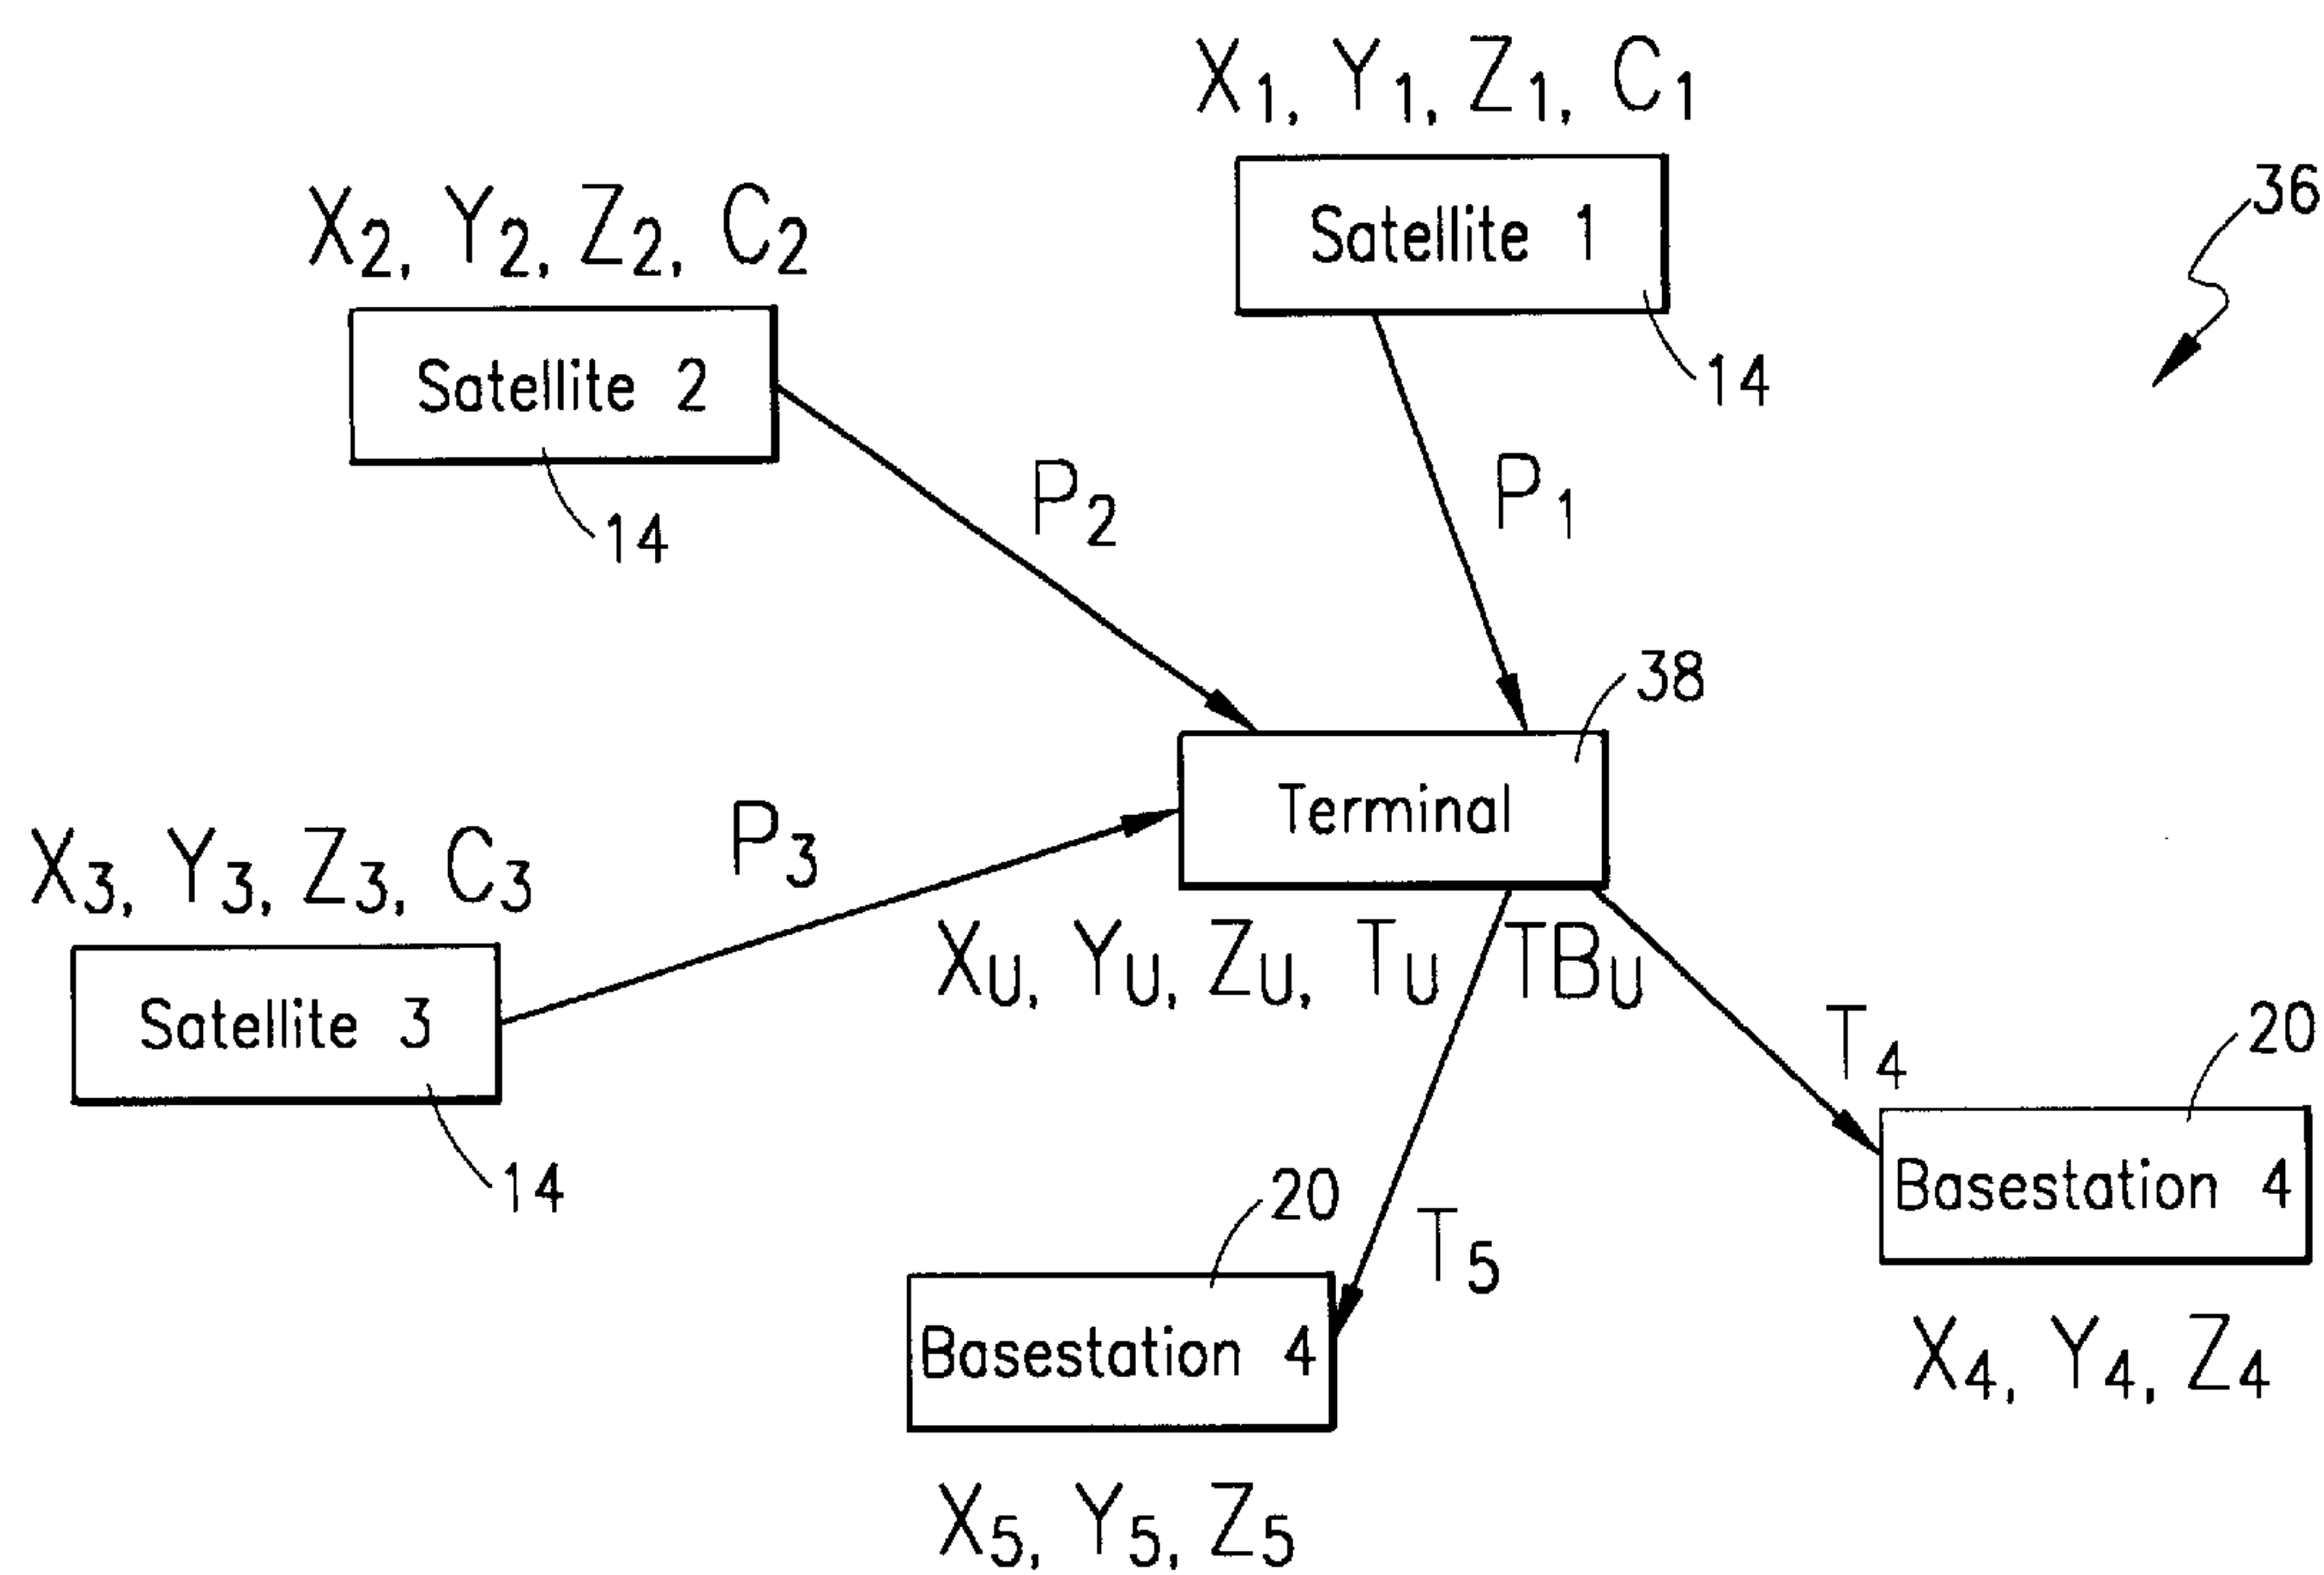 X1, Y1, Z1, C1
Satellite 1
14
36
X2, Y2, Z2, C2
Satellite 2
14
P2
P1
38
Terminal
P3
X3, Y3, Z3, C3
Satellite 3
14
XU, YU, ZU, TU TBU
T4
20
Basestation 4
X4, Y4, Z4
20
T5
Basestation 4
X5, Y5, Z5